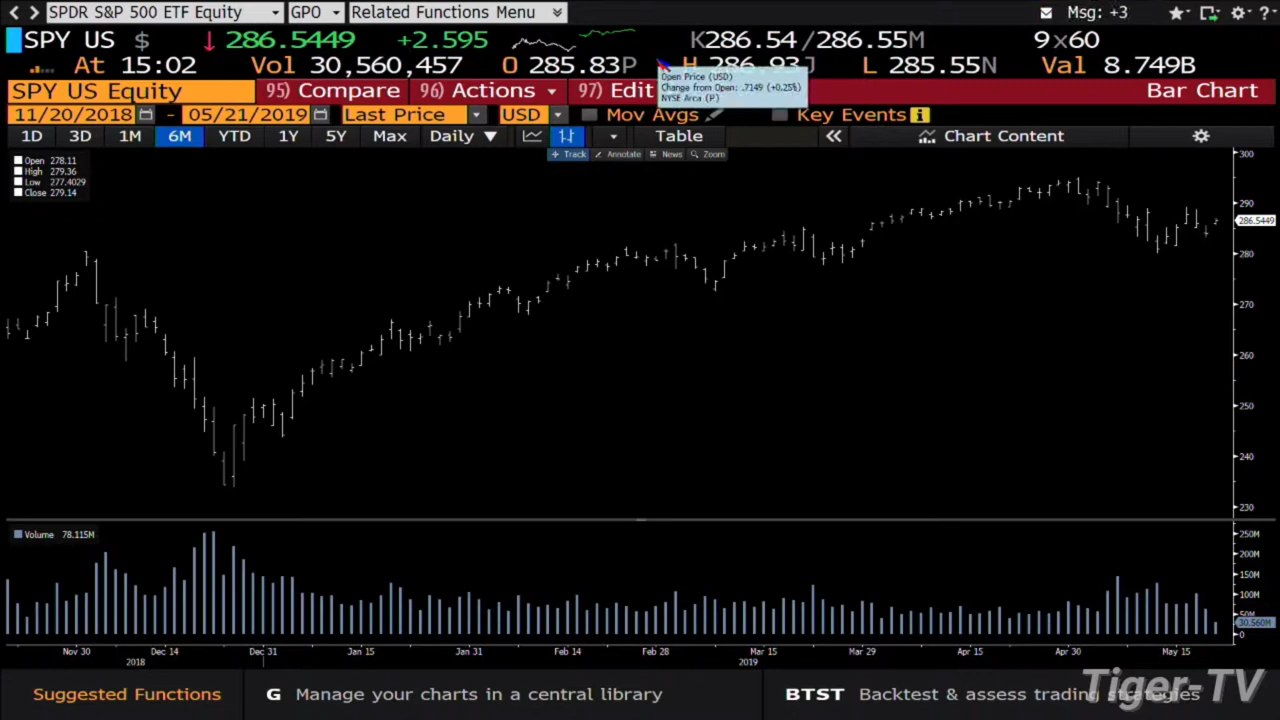 SPDR S&P 500 ETF Equity GPO Related Functions Menu Msg: +3
SPY US $ ↓ 286.5449 +2.595 K286.54 /286.55M 9x60
At 15:02 Vol 30,560,457 O 285.83P H 286.93J L 285.55N Val 8.749B
Open Price (USD)
Change from Open: .7149 (+0.25%)
NYSE Arca (P)
SPY US Equity 95) Compare 96) Actions 97) Edit Bar Chart
11/20/2018 - 05/21/2019 Last Price USD Mov Avgs Key Events
1D 3D 1M 6M YTD 1Y 5Y Max Daily ▼ Table « Chart Content
Track Annotate News Zoom
Open 278.11
High 279.36
Low 277.4029
Close 279.14
300
290
286.5449
280
270
260
250
240
230
Volume 78.115M
250M
200M
150M
100M
50M
30.560M
0
Nov 30 Dec 14 Dec 31 Jan 15 Jan 31 Feb 14 Feb 28 Mar 15 Mar 29 Apr 15 Apr 30 May 15
2018 2019
Suggested Functions G Manage your charts in a central library BTST Backtest & assess trading strategies
Tiger-TV